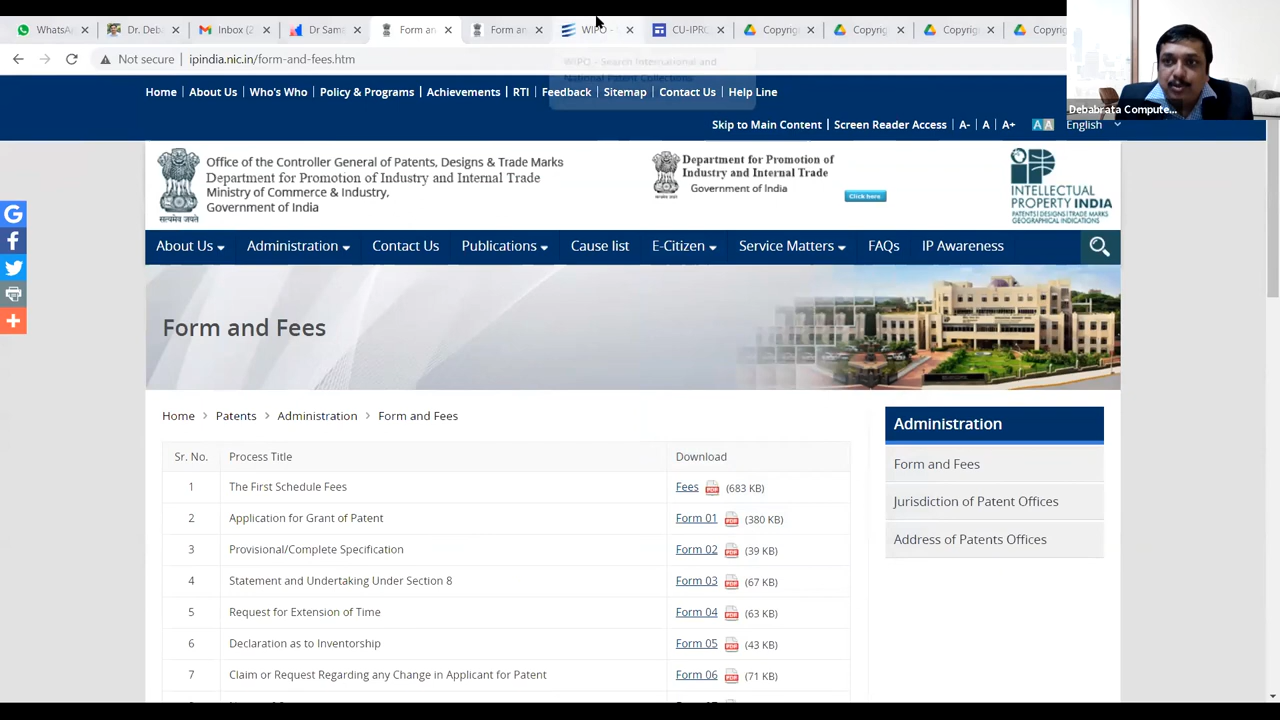 WhatsA
Dr. Deb
Inbox (2
Dr Sam
Form an
Form an
WIPO -
CU-IPRC
Copyrig
Copyrig
Copyrig
Copyrig
Not secure
ipindia.nic.in/form-and-fees.htm
WIPO - Search International and
National Patent Collections
Debabrata Compute...
Home
About Us
Who's Who
Policy & Programs
Achievements
RTI
Feedback
Sitemap
Contact Us
Help Line
Skip to Main Content
Screen Reader Access
A-
A
A+
A A
English
सत्यमेव जयते
Office of the Controller General of Patents, Designs & Trade Marks
Department for Promotion of Industry and Internal Trade
Ministry of Commerce & Industry,
Government of India
Department for Promotion of
Industry and Internal Trade
Government of India
Click here
INTELLECTUAL
PROPERTY INDIA
PATENTS | DESIGNS | TRADE MARKS
GEOGRAPHICAL INDICATIONS
About Us
Administration
Contact Us
Publications
Cause list
E-Citizen
Service Matters
FAQs
IP Awareness
Form and Fees
Home > Patents > Administration > Form and Fees
Sr. No. Process Title Download
1 The First Schedule Fees Fees (683 KB)
2 Application for Grant of Patent Form 01 (380 KB)
3 Provisional/Complete Specification Form 02 (39 KB)
4 Statement and Undertaking Under Section 8 Form 03 (67 KB)
5 Request for Extension of Time Form 04 (63 KB)
6 Declaration as to Inventorship Form 05 (43 KB)
7 Claim or Request Regarding any Change in Applicant for Patent Form 06 (71 KB)
Administration
Form and Fees
Jurisdiction of Patent Offices
Address of Patents Offices